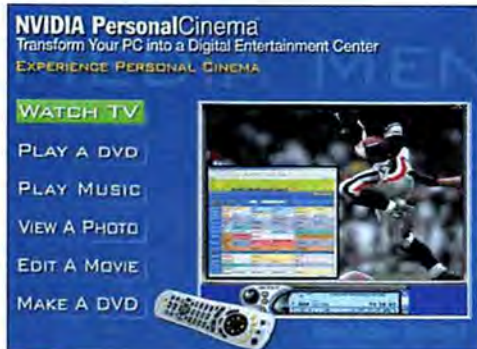 NVIDIA PersonalCinema
Transform Your PC into a Digital Entertainment Center
EXPERIENCE PERSONAL CINEMA
WATCH TV
PLAY A DVD
PLAY MUSIC
VIEW A PHOTO
EDIT A MOVIE
MAKE A DVD